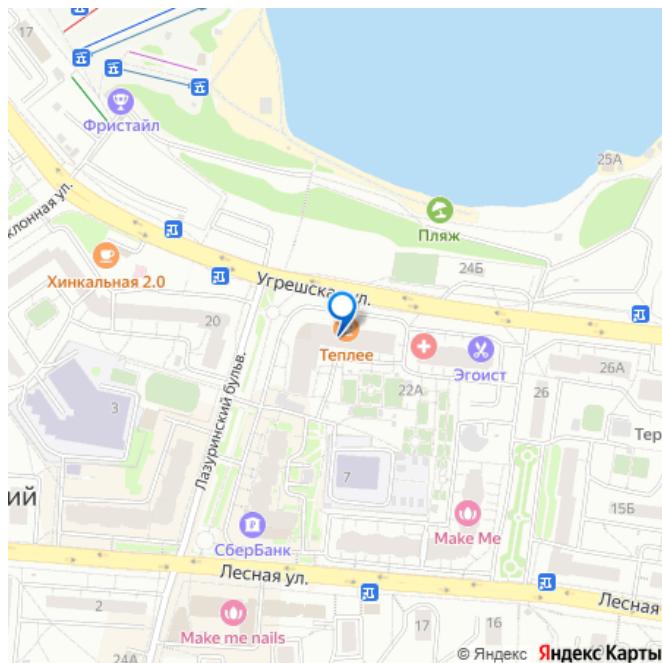 17
Фристайл
25А
клонная ул.
Пляж
24Б
Хинкальная 2.0
Угрешска
ул.
20
Теплее
Эгоист
26А
22А
26
3
Лазуринский бульв.
Тер
7
ий
15Б
Make Me
СберБанк
Лесная ул.
Лесная
2
17
16
Make me nails
24А
© Яндекс Яндекс Карты